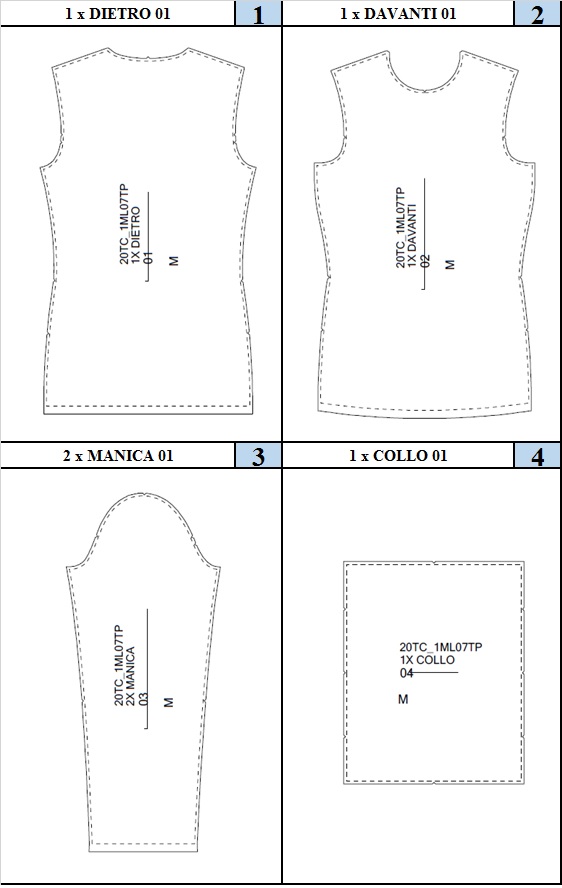 1 x DIETRO 01
1
1 x DAVANTI 01
2
20TC_1ML07TP
1X DIETRO
01
M
20TC_1ML07TP
1X DAVANTI
02
M
2 x MANICA 01
3
1 x COLLO 01
4
20TC_1ML07TP
2X MANICA
03
M
20TC_1ML07TP
1X COLLO
04
M